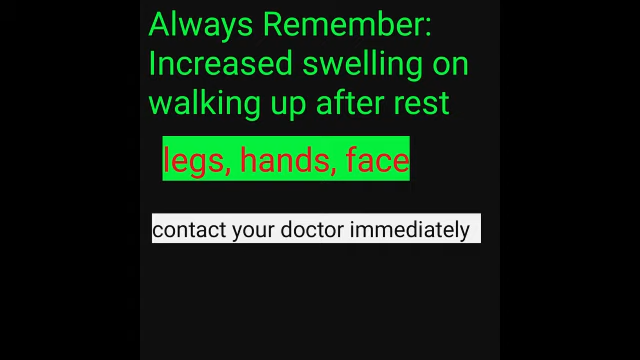 Always Remember:
Increased swelling on
walking up after rest
legs, hands, face
contact your doctor immediately